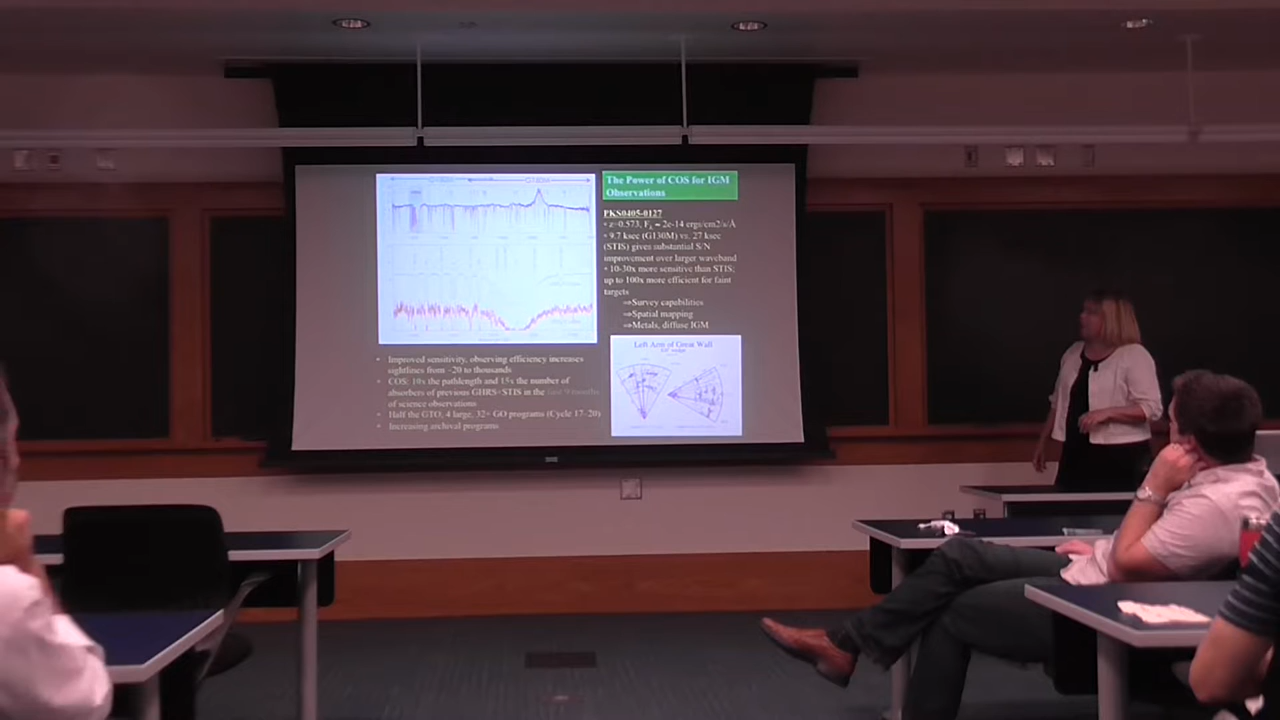 The Power of COS for IGM
Observations
PKS0405-0127
• z=0.573, Fλ = 2e-14 ergs/cm2/s/Å
• 9.7 ksec (G130M) vs. 27 ksec
(STIS) gives substantial S/N
improvement over larger waveband
• 10-30x more sensitive than STIS;
up to 100x more efficient for faint
targets
⇒Survey capabilities
⇒Spatial mapping
⇒Metals, diffuse IGM
Left Arm of Great Wall
• Improved sensitivity, observing efficiency increases
sightlines from ~20 to thousands
• COS: 10x the pathlength and 15x the number of
absorbers of previous GHRS+STIS in the first 9 months
of science observations
• Half the GTO, 4 large, 32+ GO programs (Cycle 17-20)
• Increasing archival programs